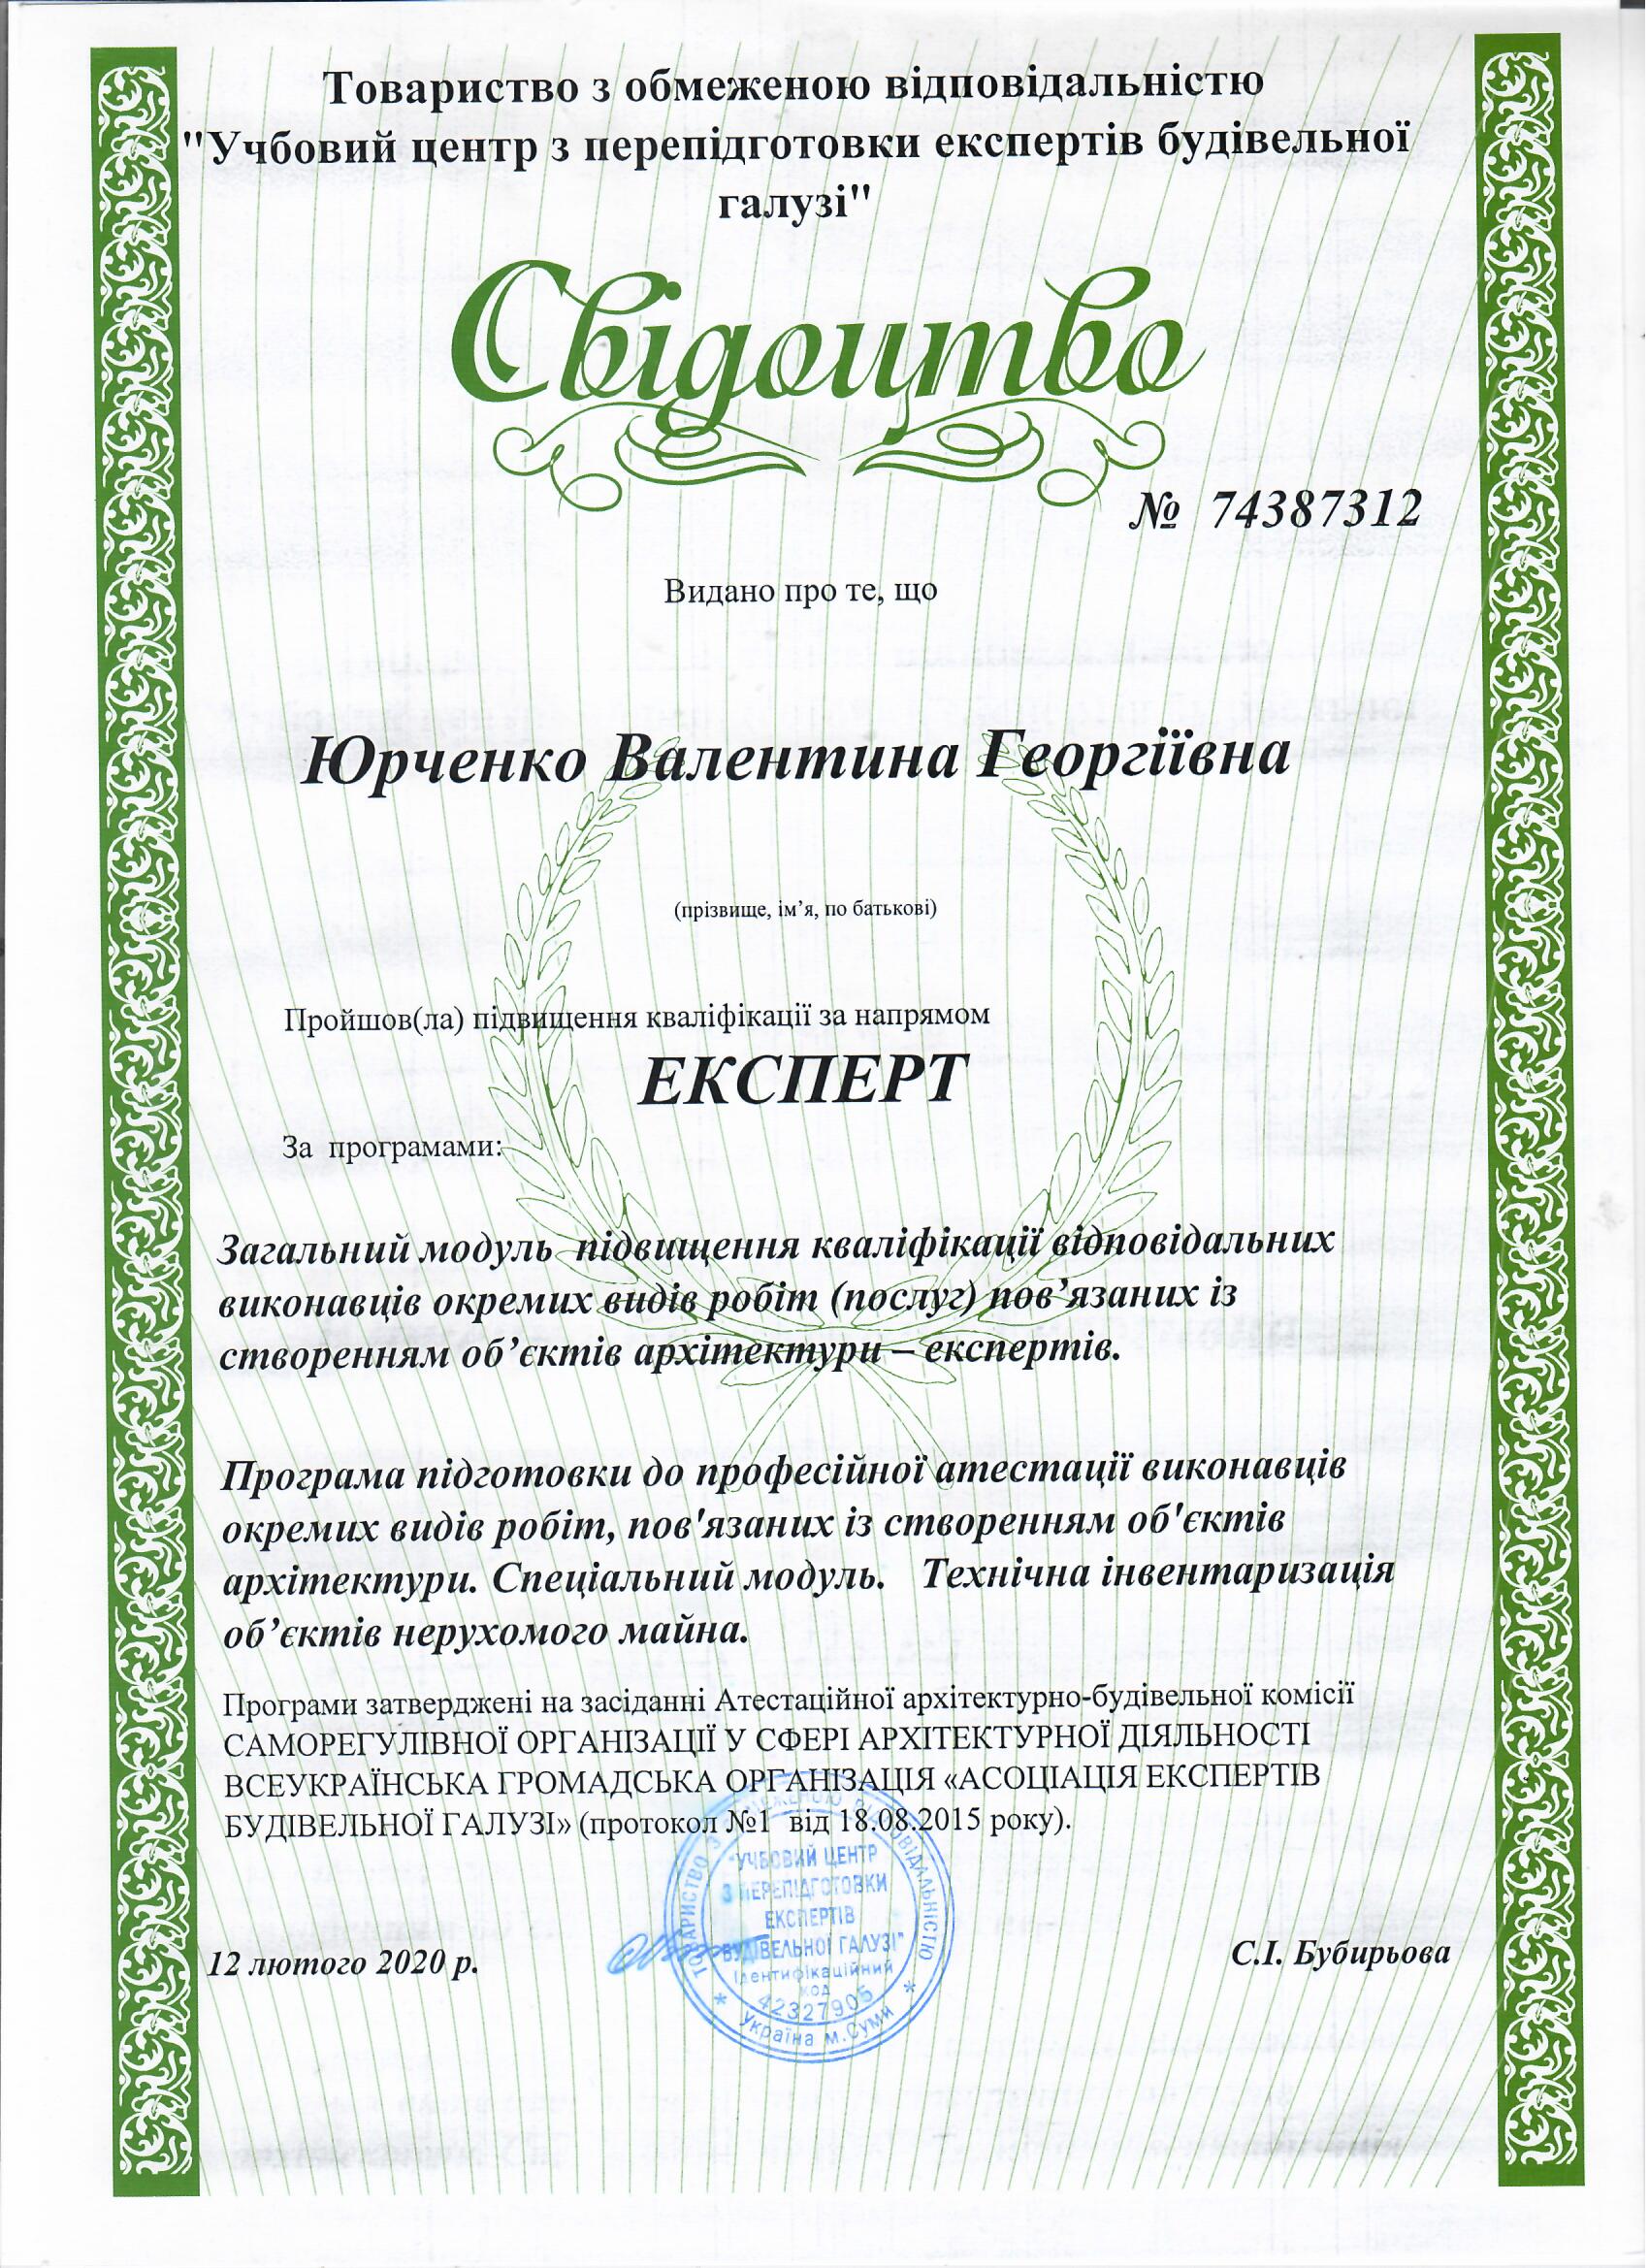 Товариство з обмеженою відповідальністю
"Учбовий центр з перепідготовки експертів будівельної
галузі"
Свідоцтво
№ 74387312
Видано про те, що
Юрченко Валентина Георгіївна
(прізвище, ім’я, по батькові)
Пройшов(ла) підвищення кваліфікації за напрямом
ЕКСПЕРТ
За програмами:
Загальний модуль підвищення кваліфікації відповідальних
виконавців окремих видів робіт (послуг) пов’язаних із
створенням об’єктів архітектури – експертів.
Програма підготовки до професійної атестації виконавців
окремих видів робіт, пов'язаних із створенням об'єктів
архітектури. Спеціальний модуль. Технічна інвентаризація
об’єктів нерухомого майна.
Програми затверджені на засіданні Атестаційної архітектурно-будівельної комісії
САМОРЕГУЛІВНОЇ ОРГАНІЗАЦІЇ У СФЕРІ АРХІТЕКТУРНОЇ ДІЯЛЬНОСТІ
ВСЕУКРАЇНСЬКА ГРОМАДСЬКА ОРГАНІЗАЦІЯ «АСОЦІАЦІЯ ЕКСПЕРТІВ
БУДІВЕЛЬНОЇ ГАЛУЗІ» (протокол №1 від 18.08.2015 року).
ТОВАРИСТВО З ОБМЕЖЕНОЮ ВІДПОВІДАЛЬНІСТЮ
"УЧБОВИЙ ЦЕНТР
З ПЕРЕПІДГОТОВКИ
ЕКСПЕРТІВ
БУДІВЕЛЬНОЇ ГАЛУЗІ"
Ідентифікаційний
код
42327905
* Україна м.Суми *
12 лютого 2020 р.
С.І. Бубирьова